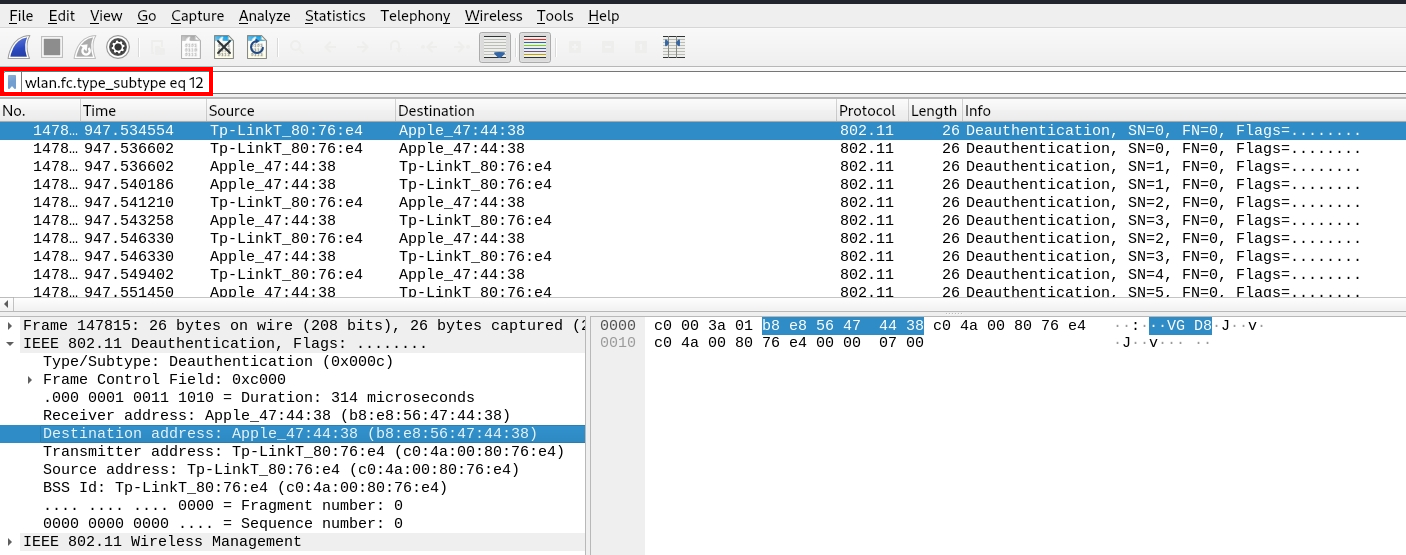 File Edit View Go Capture Analyze Statistics Telephony Wireless Tools Help
wlan.fc.type_subtype eq 12
No. Time Source Destination Protocol Length Info
1478… 947.534554 Tp-LinkT_80:76:e4 Apple_47:44:38 802.11 26 Deauthentication, SN=0, FN=0, Flags=........
1478… 947.536602 Tp-LinkT_80:76:e4 Apple_47:44:38 802.11 26 Deauthentication, SN=0, FN=0, Flags=........
1478… 947.536602 Apple_47:44:38 Tp-LinkT_80:76:e4 802.11 26 Deauthentication, SN=1, FN=0, Flags=........
1478… 947.540186 Apple_47:44:38 Tp-LinkT_80:76:e4 802.11 26 Deauthentication, SN=1, FN=0, Flags=........
1478… 947.541210 Tp-LinkT_80:76:e4 Apple_47:44:38 802.11 26 Deauthentication, SN=2, FN=0, Flags=........
1478… 947.543258 Apple_47:44:38 Tp-LinkT_80:76:e4 802.11 26 Deauthentication, SN=3, FN=0, Flags=........
1478… 947.546330 Tp-LinkT_80:76:e4 Apple_47:44:38 802.11 26 Deauthentication, SN=2, FN=0, Flags=........
1478… 947.546330 Apple_47:44:38 Tp-LinkT_80:76:e4 802.11 26 Deauthentication, SN=3, FN=0, Flags=........
1478… 947.549402 Tp-LinkT_80:76:e4 Apple_47:44:38 802.11 26 Deauthentication, SN=4, FN=0, Flags=........
1478… 947.551450 Apple_47:44:38 Tp-LinkT_80:76:e4 802.11 26 Deauthentication, SN=5, FN=0, Flags=........
Frame 147815: 26 bytes on wire (208 bits), 26 bytes captured (2
IEEE 802.11 Deauthentication, Flags: ........
Type/Subtype: Deauthentication (0x000c)
Frame Control Field: 0xc000
.000 0001 0011 1010 = Duration: 314 microseconds
Receiver address: Apple_47:44:38 (b8:e8:56:47:44:38)
Destination address: Apple_47:44:38 (b8:e8:56:47:44:38)
Transmitter address: Tp-LinkT_80:76:e4 (c0:4a:00:80:76:e4)
Source address: Tp-LinkT_80:76:e4 (c0:4a:00:80:76:e4)
BSS Id: Tp-LinkT_80:76:e4 (c0:4a:00:80:76:e4)
.... .... .... 0000 = Fragment number: 0
0000 0000 0000 .... = Sequence number: 0
IEEE 802.11 Wireless Management
0000 c0 00 3a 01 b8 e8 56 47 44 38 c0 4a 00 80 76 e4 ··:···VG D8·J··v·
0010 c0 4a 00 80 76 e4 00 00 07 00 ·J··v··· ··